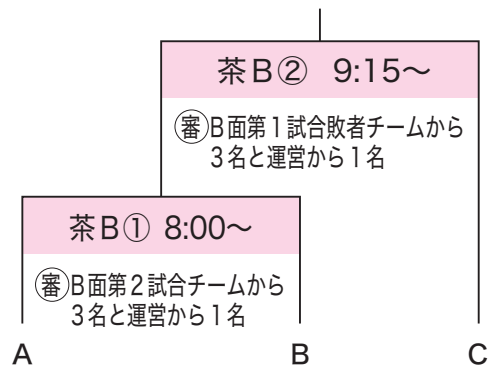 茶B② 9:15～
㊢B面第1試合敗者チームから
3名と運営から1名
茶B① 8:00～
㊢B面第2試合チームから
3名と運営から1名
A B C